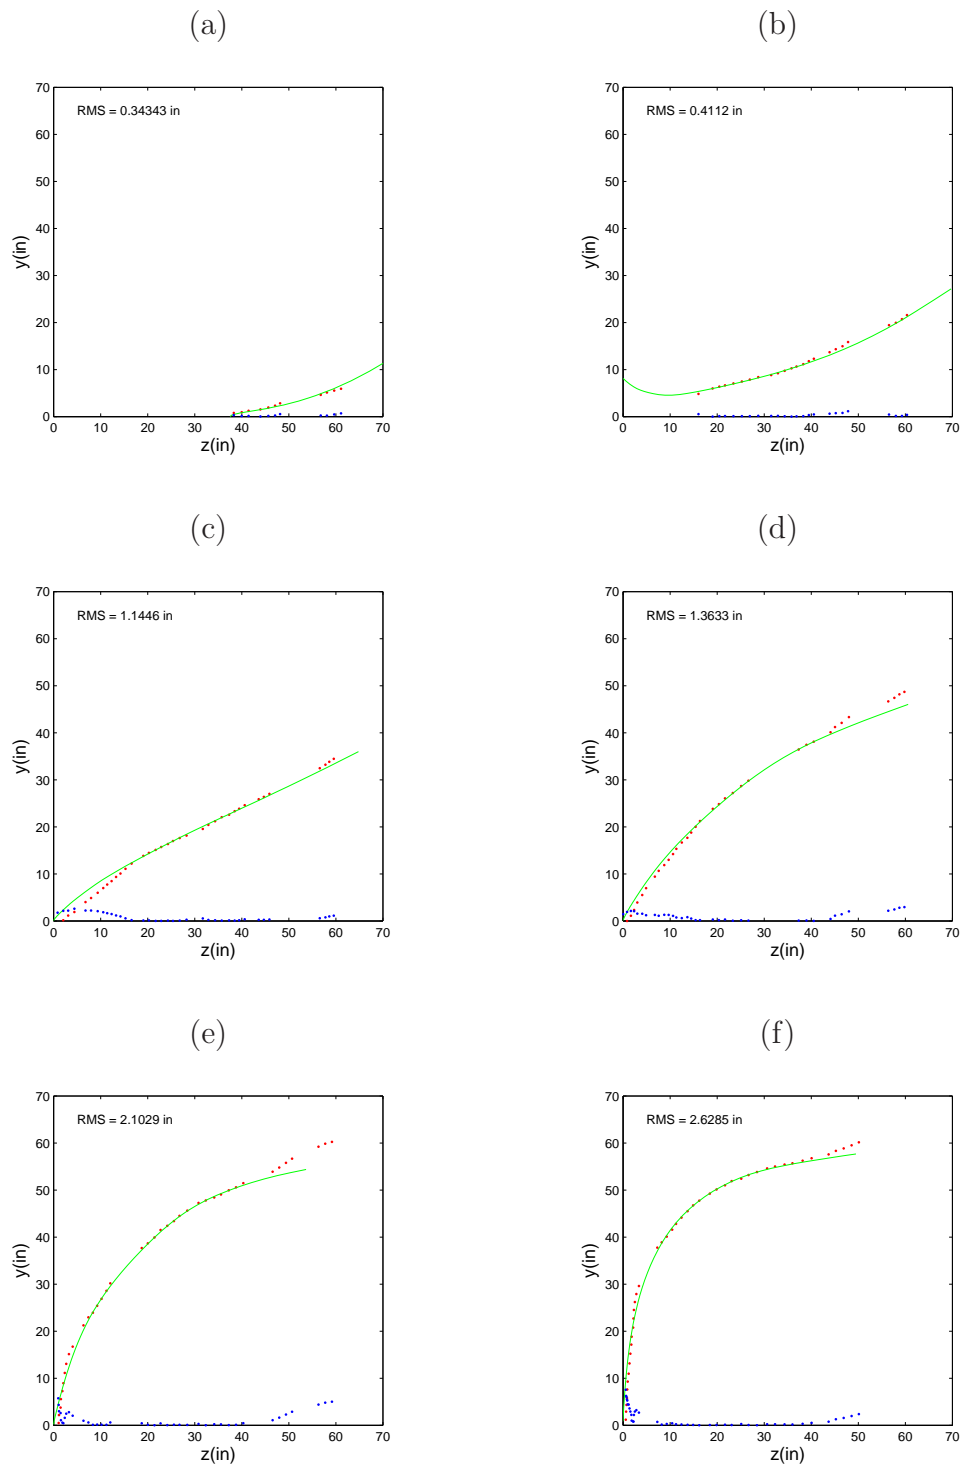 (a)
(b)
RMS = 0.34343 in
70
60
50
40
30
20
10
0
y(in)
0 10 20 30 40 50 60 70
z(in)
RMS = 0.4112 in
70
60
50
40
30
20
10
0
y(in)
0 10 20 30 40 50 60 70
z(in)
(c)
(d)
RMS = 1.1446 in
70
60
50
40
30
20
10
0
y(in)
0 10 20 30 40 50 60 70
z(in)
RMS = 1.3633 in
70
60
50
40
30
20
10
0
y(in)
0 10 20 30 40 50 60 70
z(in)
(e)
(f)
RMS = 2.1029 in
70
60
50
40
30
20
10
0
y(in)
0 10 20 30 40 50 60 70
z(in)
RMS = 2.6285 in
70
60
50
40
30
20
10
0
y(in)
0 10 20 30 40 50 60 70
z(in)